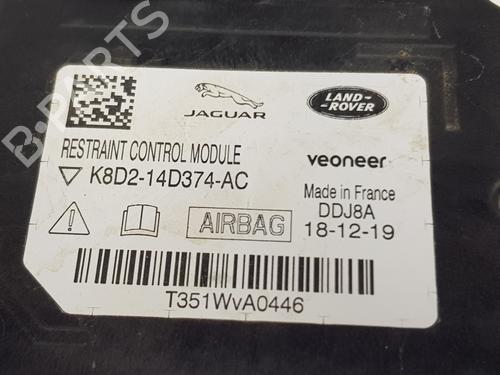 JAGUAR
LAND-
ROVER
RESTRAINT CONTROL MODULE
veoneer
K8D2-14D374-AC
Made in France
DDJ8A
AIRBAG
18-12-19
T351WvA0446
B-PARTS